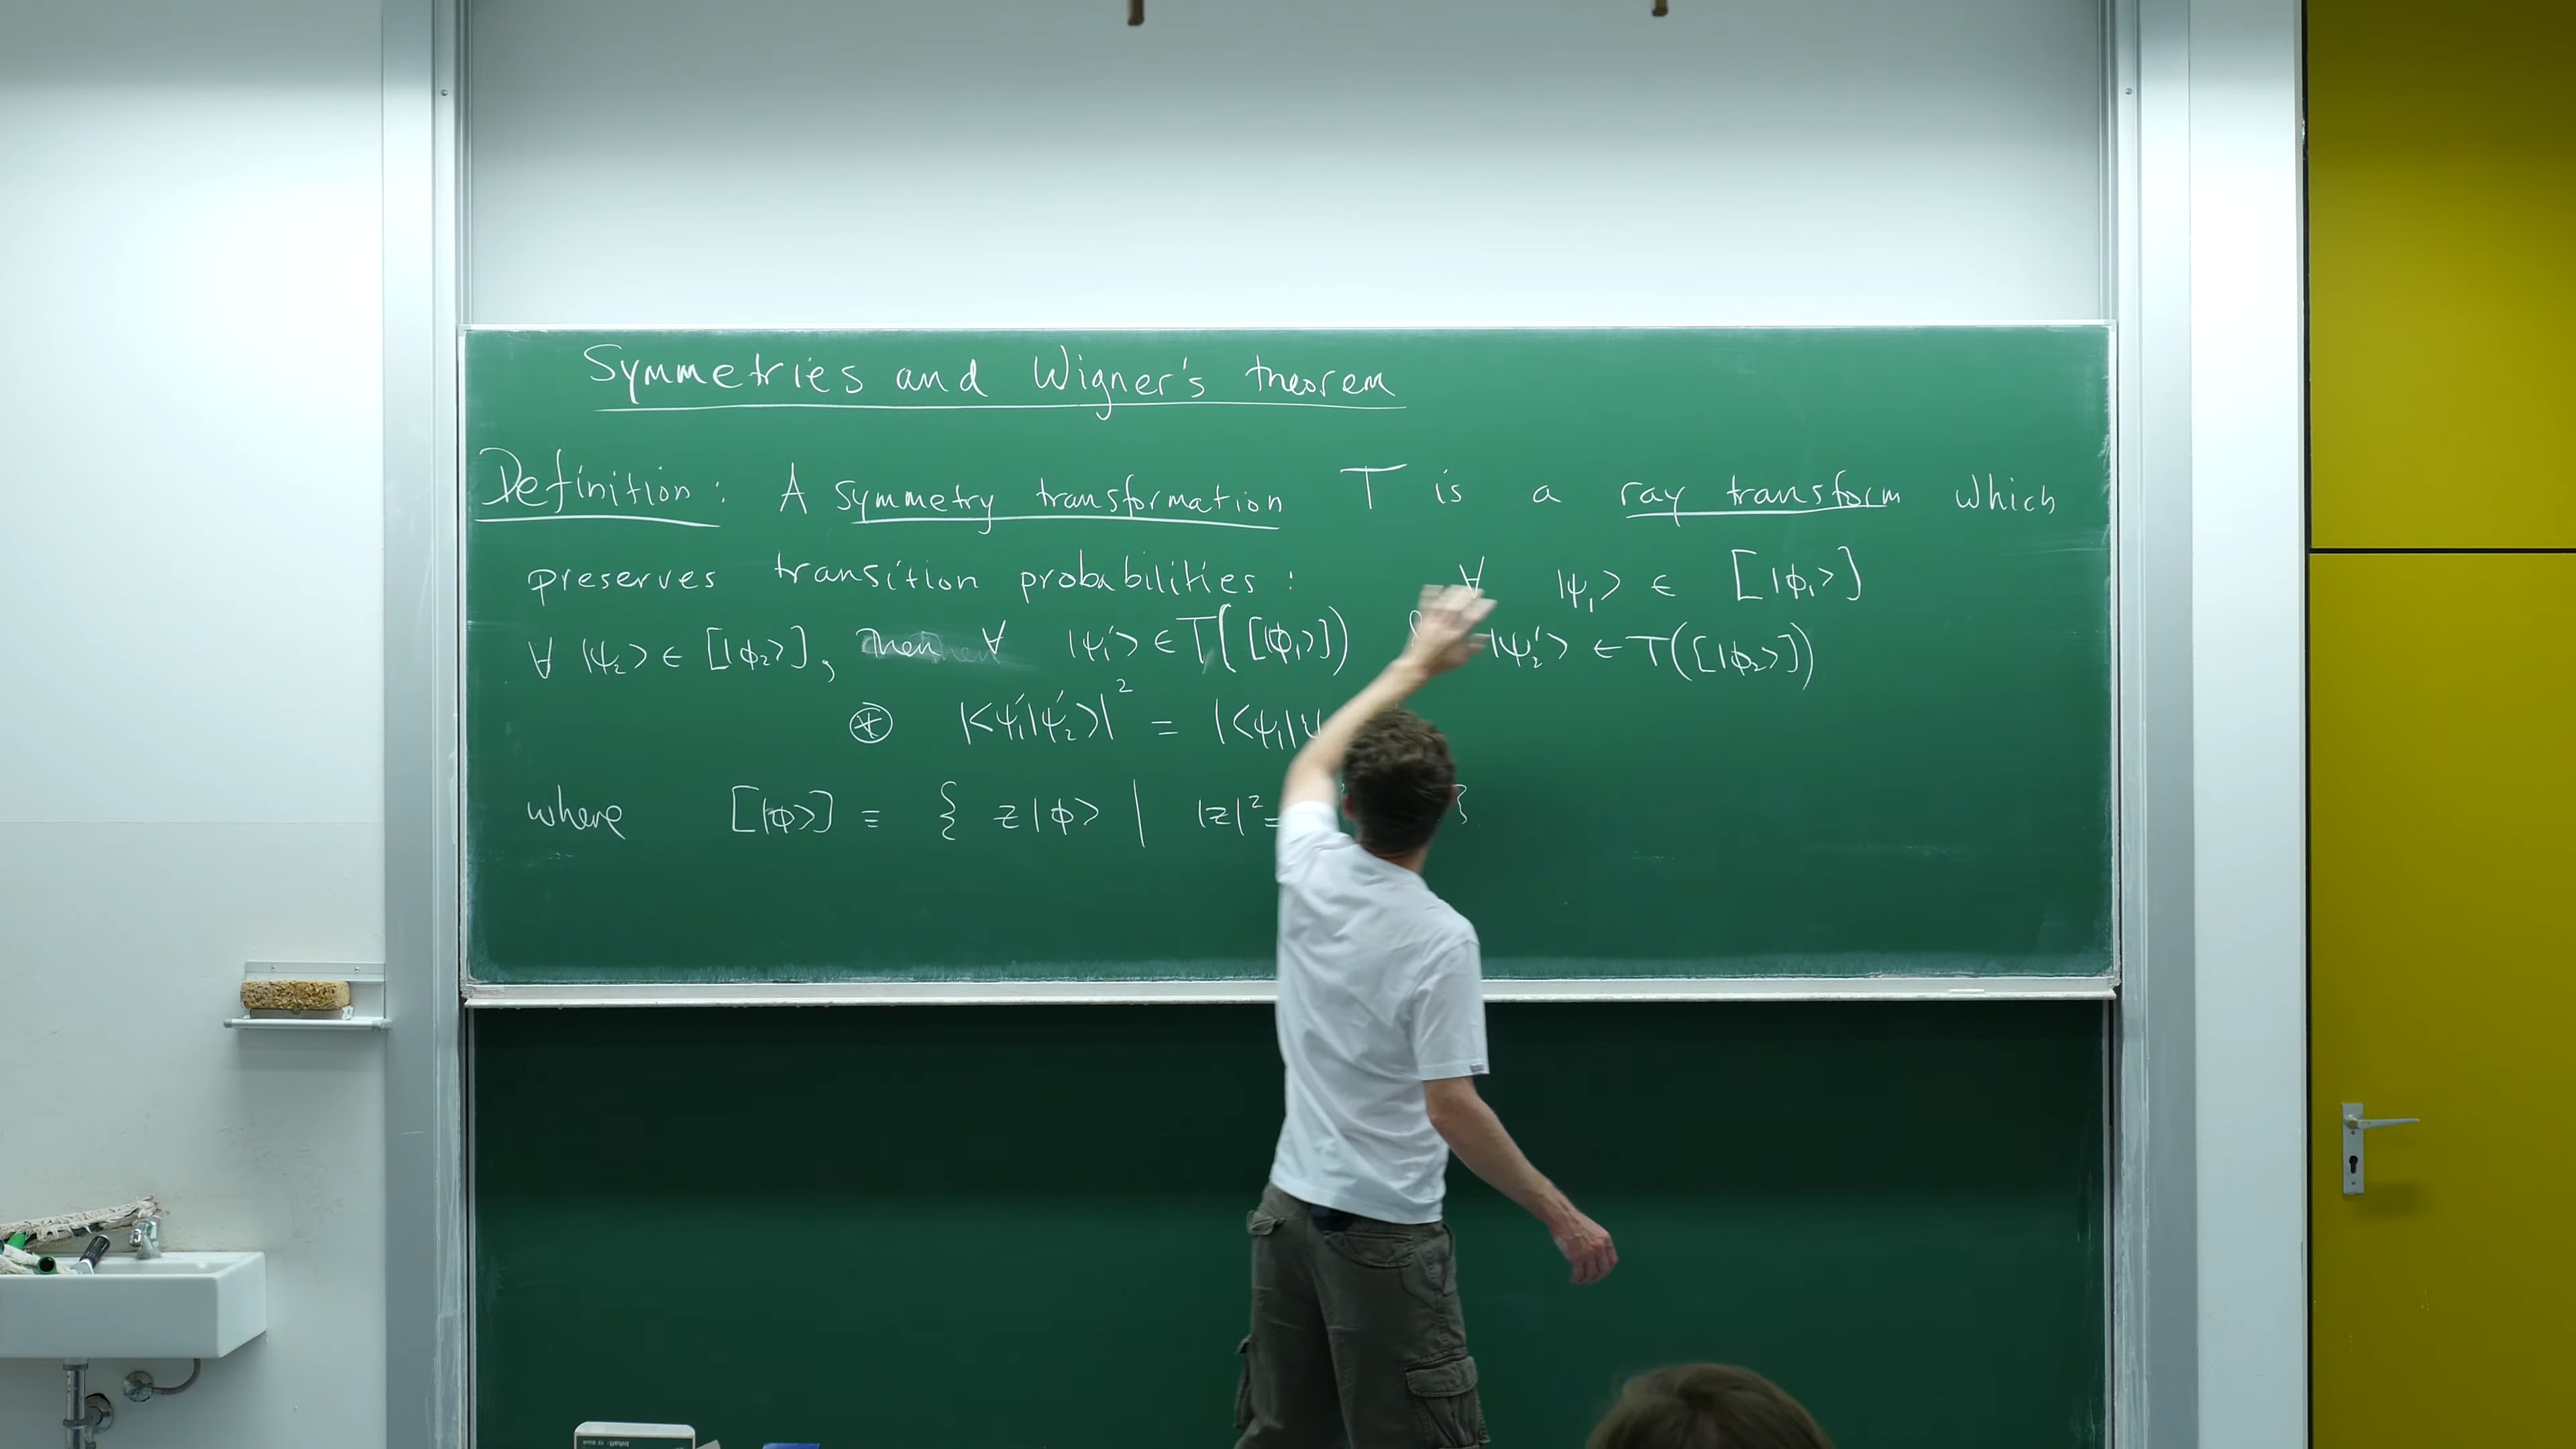 Symmetries and Wigner's theorem
Definition: A symmetry transformation T is a ray transform which
preserves transition probabilities: ∀ |ψ₁> ∈ [|ϕ₁>]
∀ |ψ₂> ∈ [|ϕ₂>], then ∀ |ψ₁'> ∈ T([|ϕ₁>]) |ψ₂'> ∈ T([|ϕ₂>])
⊛ |<ψ₁'|ψ₂'>|² = |<ψ₁|
where [|ϕ>] ≡ { z|ϕ> | |z|² = }